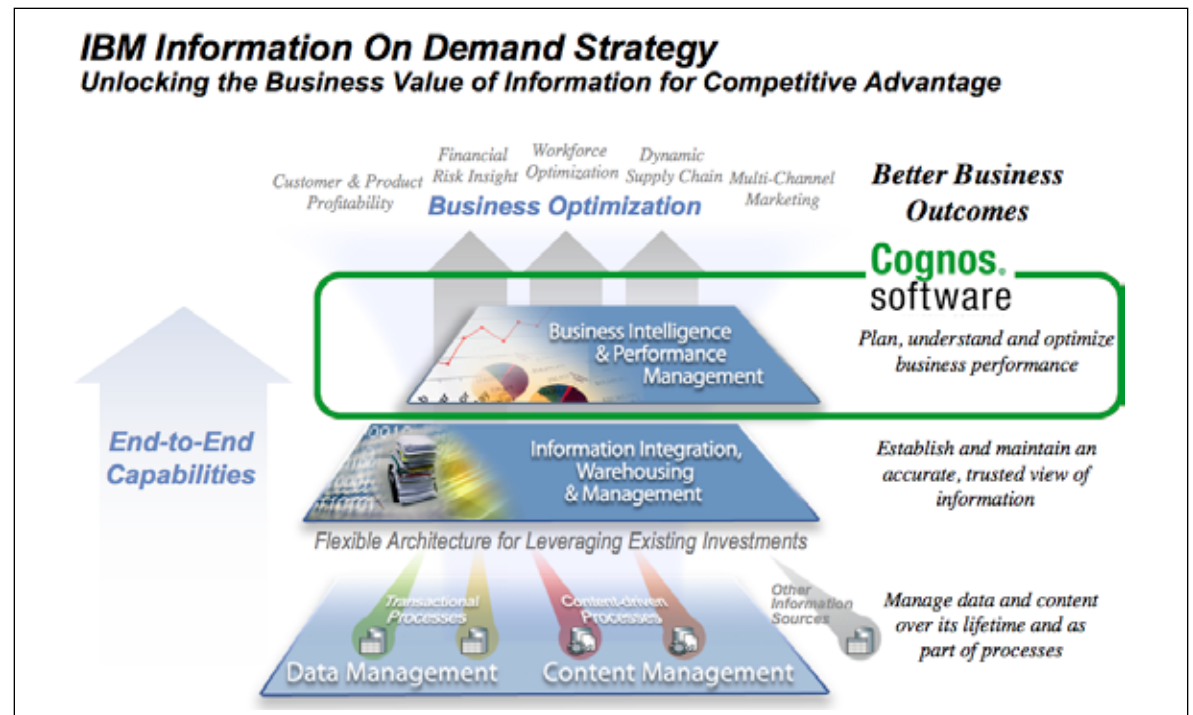 IBM Information On Demand Strategy
Unlocking the Business Value of Information for Competitive Advantage
Customer & Product
Profitability
Financial
Risk Insight
Workforce
Optimization
Dynamic
Supply Chain
Multi-Channel
Marketing
Business Optimization
Better Business
Outcomes
Cognos.
software
Business Intelligence
& Performance
Management
Plan, understand and optimize
business performance
End-to-End
Capabilities
Information Integration,
Warehousing
& Management
Establish and maintain an
accurate, trusted view of
information
Flexible Architecture for Leveraging Existing Investments
Transactional
Processes
Content-driven
Processes
Other
Information
Sources
Manage data and content
over its lifetime and as
part of processes
Data Management
Content Management